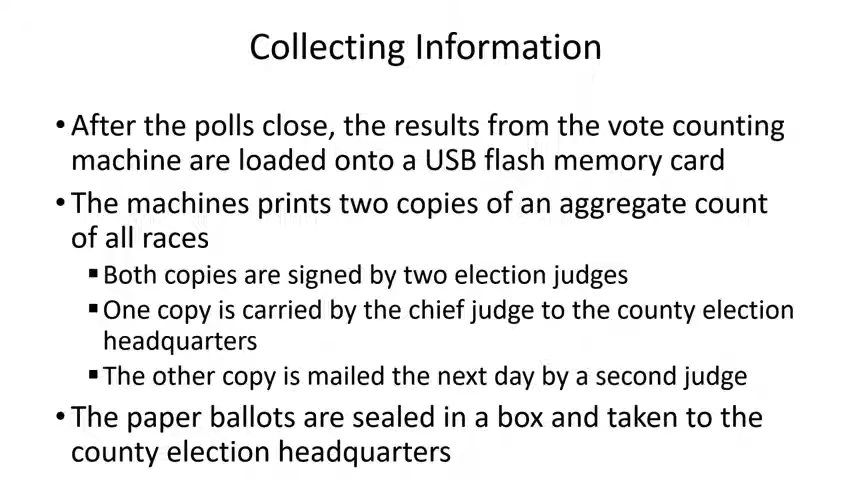 Collecting Information
• After the polls close, the results from the vote counting
machine are loaded onto a USB flash memory card
• The machines prints two copies of an aggregate count
of all races
▪ Both copies are signed by two election judges
▪ One copy is carried by the chief judge to the county election
headquarters
▪ The other copy is mailed the next day by a second judge
• The paper ballots are sealed in a box and taken to the
county election headquarters